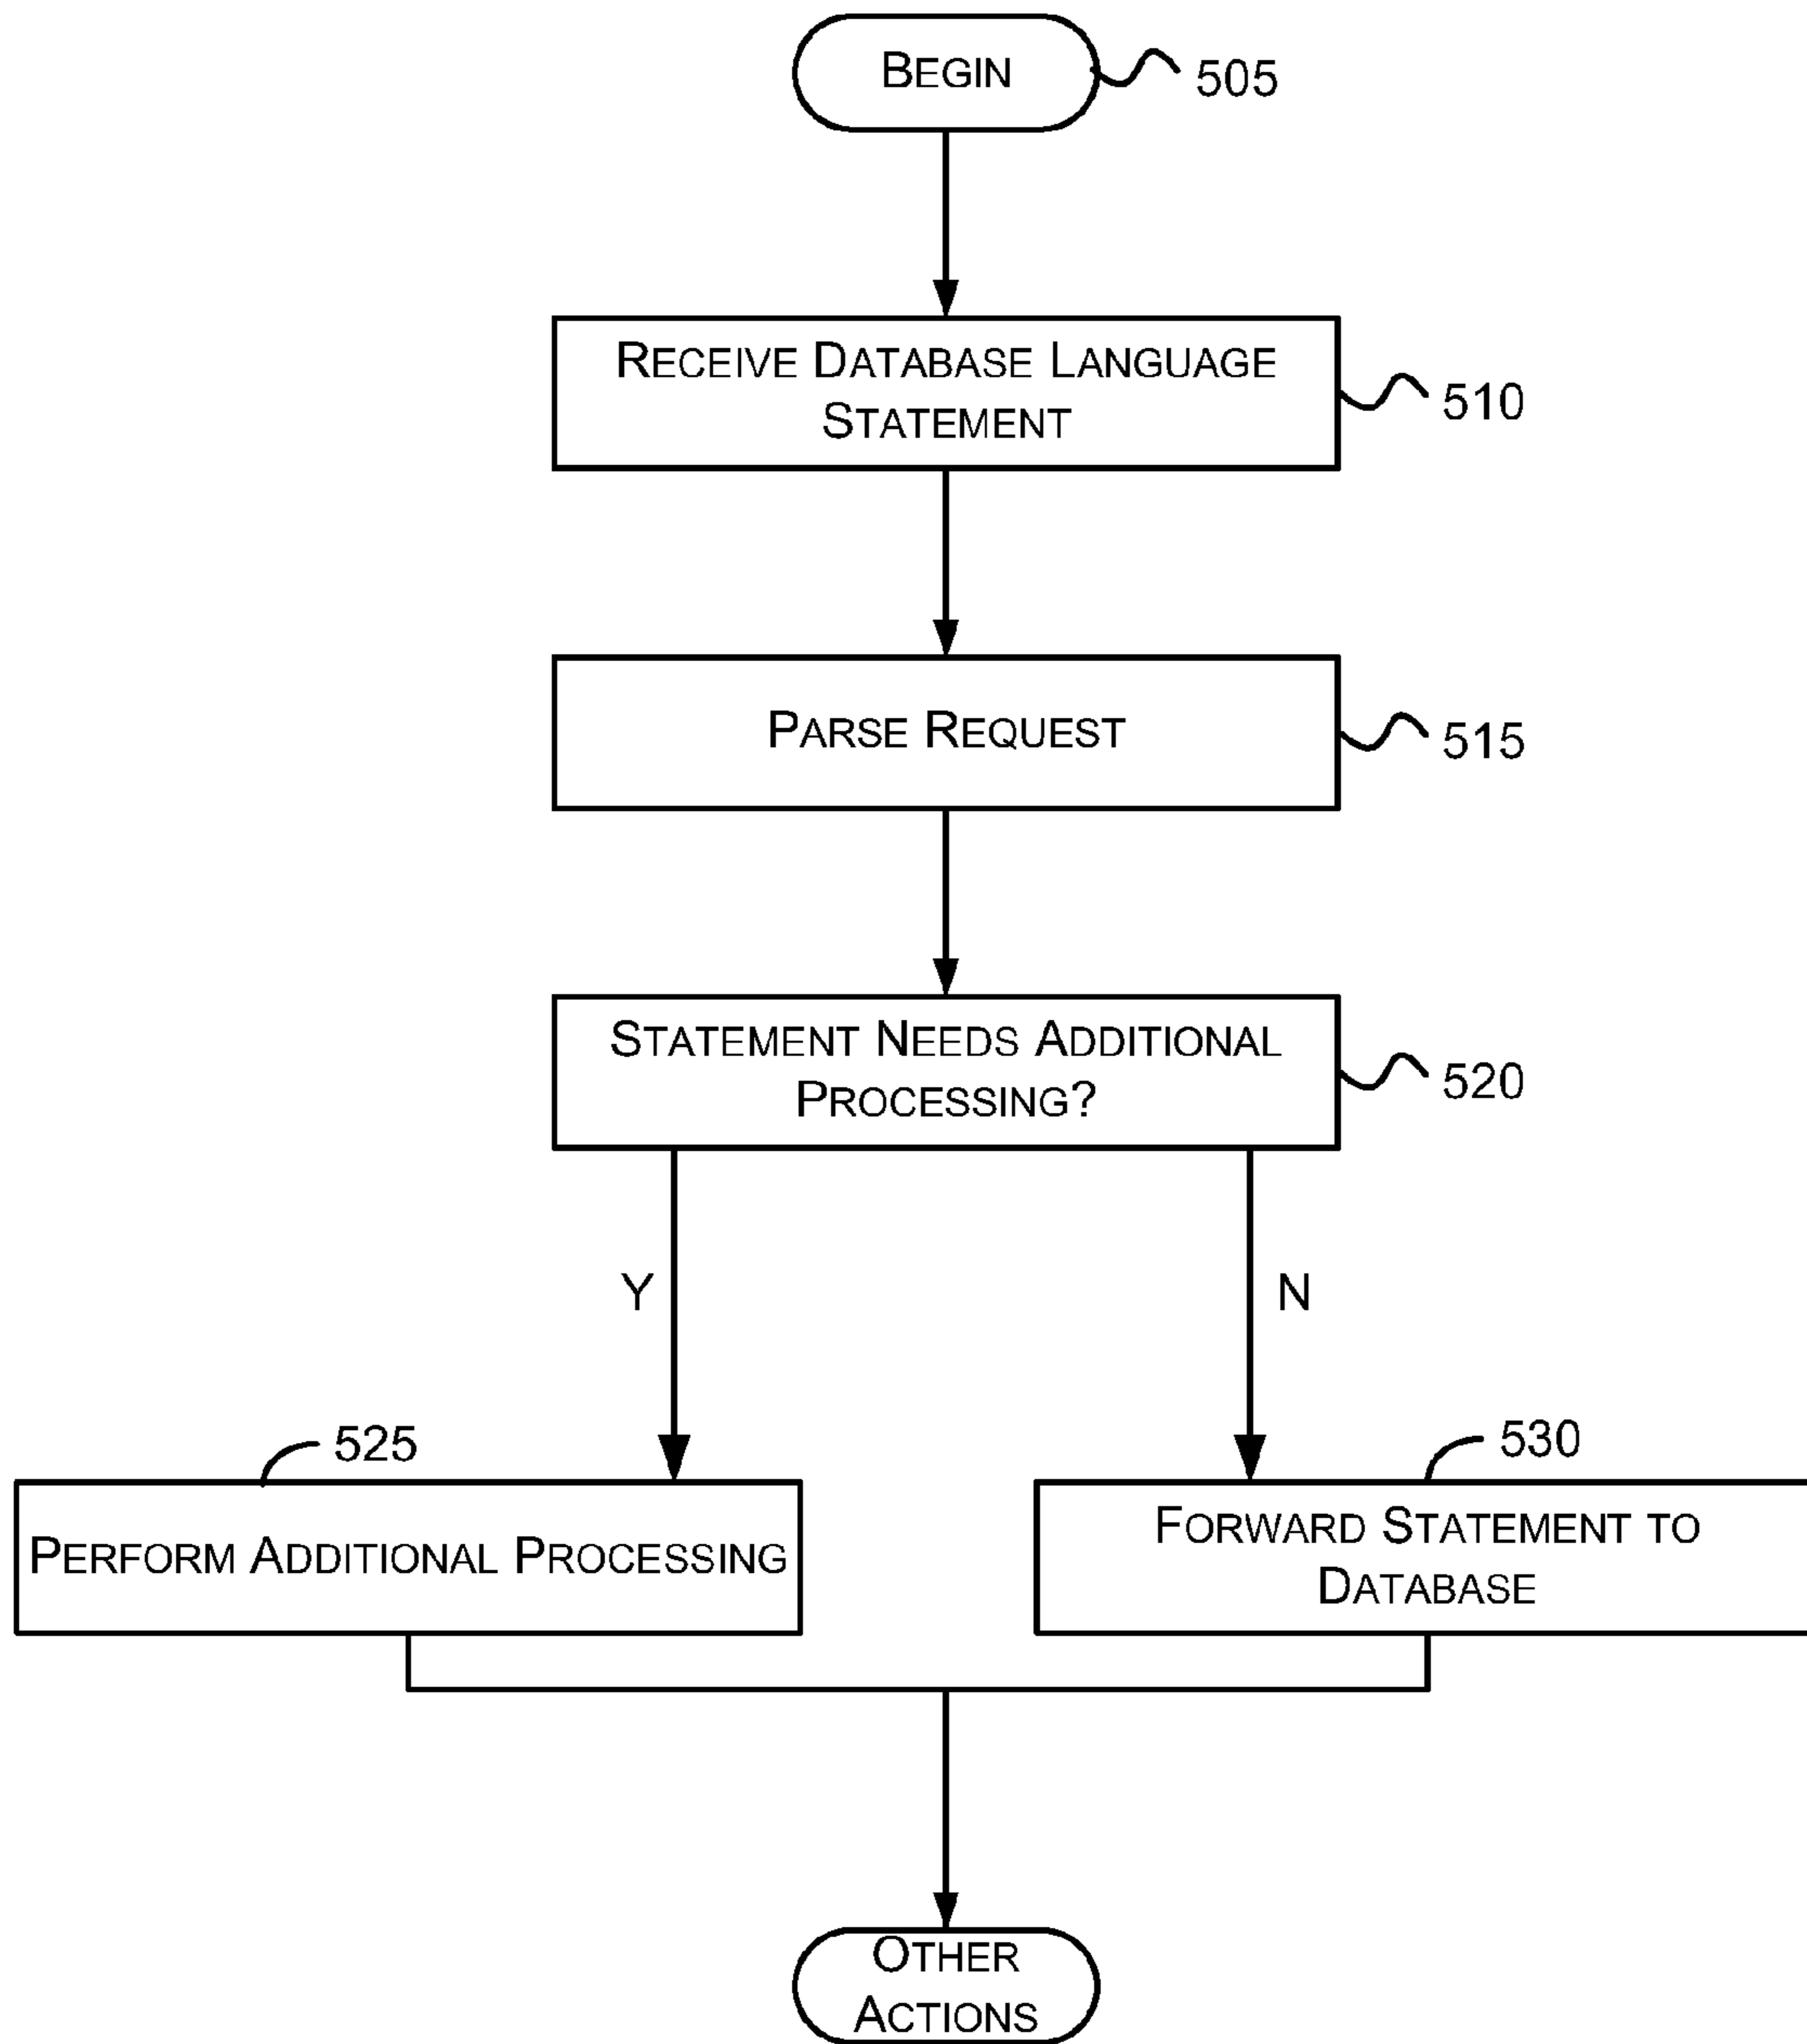 BEGIN
505
RECEIVE DATABASE LANGUAGE
STATEMENT
510
PARSE REQUEST
515
STATEMENT NEEDS ADDITIONAL
PROCESSING?
520
Y
N
525
530
PERFORM ADDITIONAL PROCESSING
FORWARD STATEMENT TO
DATABASE
OTHER
ACTIONS